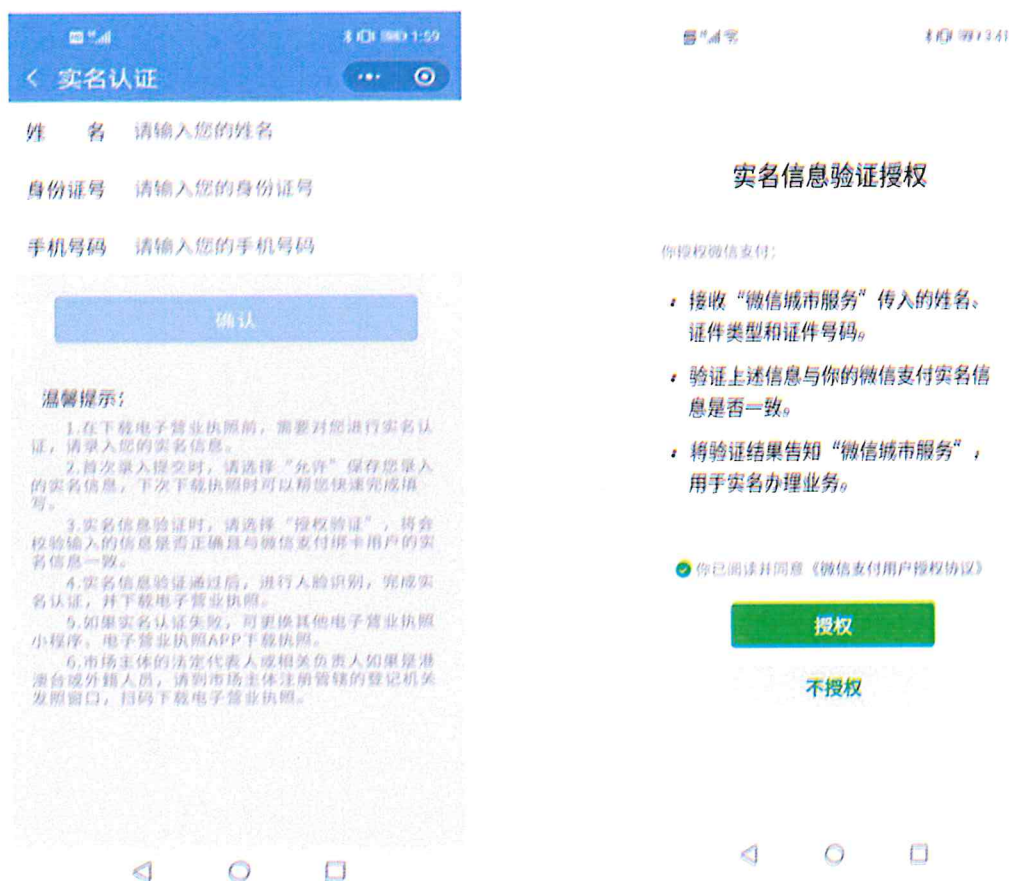 1:59
实名认证
姓 名 请输入您的姓名
身份证号 请输入您的身份证号
手机号码 请输入您的手机号码
确认
温馨提示:
1.在下载电子营业执照前，需要对您进行实名认
证，请录入您的实名信息。
2.首次录入提交时，请选择“允许”保存您录入
的实名信息，下次下载执照时可以帮您快速完成填
写。
3.实名信息验证时，请选择“授权验证”，将会
校验输入的信息是否正确且与微信支付绑卡用户的实
名信息一致。
4.实名信息验证通过后，进行人脸识别，完成实
名认证，并下载电子营业执照。
5.如果实名认证失败，可更换其他电子营业执照
小程序、电子营业执照APP下载执照。
6.市场主体的法定代表人或相关负责人如果是港
澳台或外籍人员，请到市场主体注册管辖的登记机关
发照窗口，扫码下载电子营业执照。
实名信息验证授权
你授权微信支付:
· 接收“微信城市服务”传入的姓名、
证件类型和证件号码。
· 验证上述信息与你的微信支付实名信
息是否一致。
· 将验证结果告知“微信城市服务”，
用于实名办理业务。
你已阅读并同意《微信支付用户授权协议》
授权
不授权